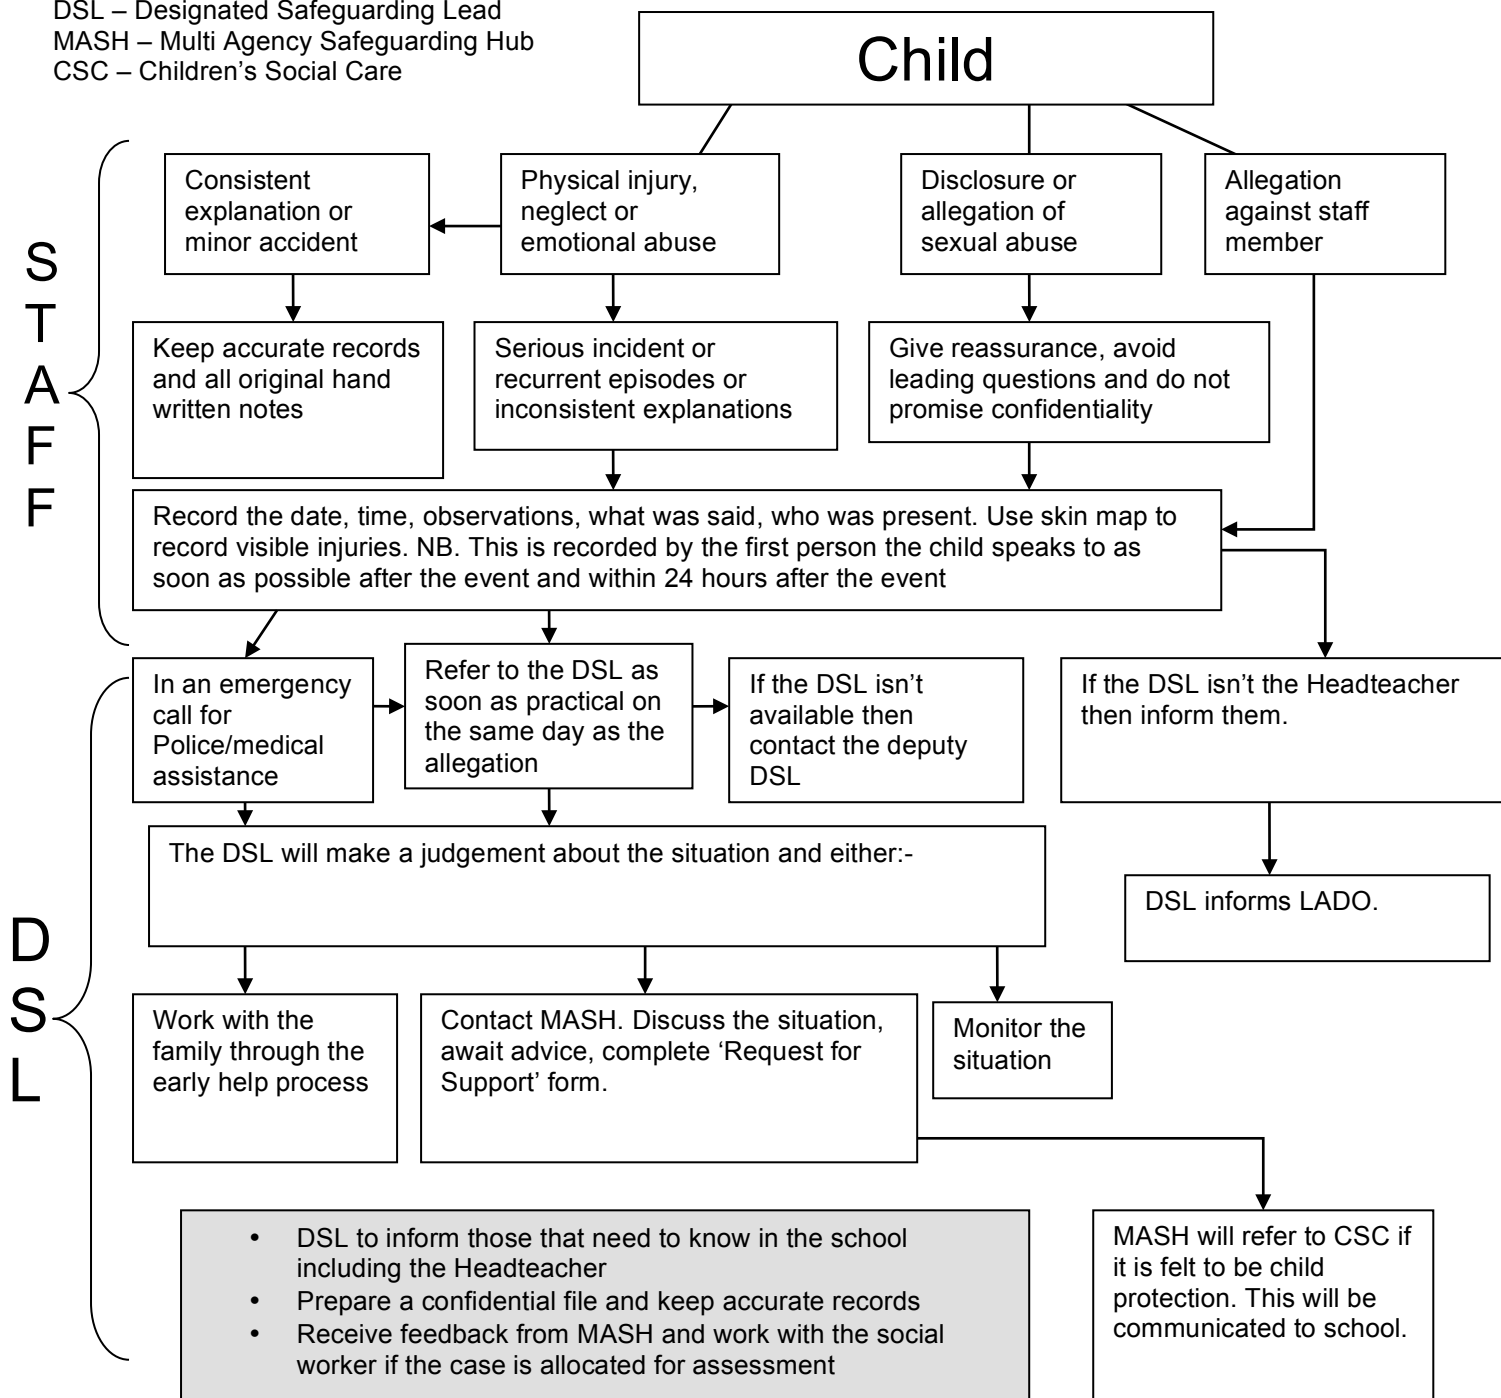 DSL – Designated Safeguarding Lead
MASH – Multi Agency Safeguarding Hub
CSC – Children's Social Care
Child
S
T
A
F
F
Consistent
explanation or
minor accident
Physical injury,
neglect or
emotional abuse
Disclosure or
allegation of
sexual abuse
Allegation
against staff
member
Keep accurate records
and all original hand
written notes
Serious incident or
recurrent episodes or
inconsistent explanations
Give reassurance, avoid
leading questions and do not
promise confidentiality
Record the date, time, observations, what was said, who was present. Use skin map to
record visible injuries. NB. This is recorded by the first person the child speaks to as
soon as possible after the event and within 24 hours after the event
D
S
L
In an emergency
call for
Police/medical
assistance
Refer to the DSL as
soon as practical on
the same day as the
allegation
If the DSL isn't
available then
contact the deputy
DSL
If the DSL isn't the Headteacher
then inform them.
The DSL will make a judgement about the situation and either:-
DSL informs LADO.
Work with the
family through the
early help process
Contact MASH. Discuss the situation,
await advice, complete 'Request for
Support' form.
Monitor the
situation
• DSL to inform those that need to know in the school
including the Headteacher
• Prepare a confidential file and keep accurate records
• Receive feedback from MASH and work with the social
worker if the case is allocated for assessment
MASH will refer to CSC if
it is felt to be child
protection. This will be
communicated to school.